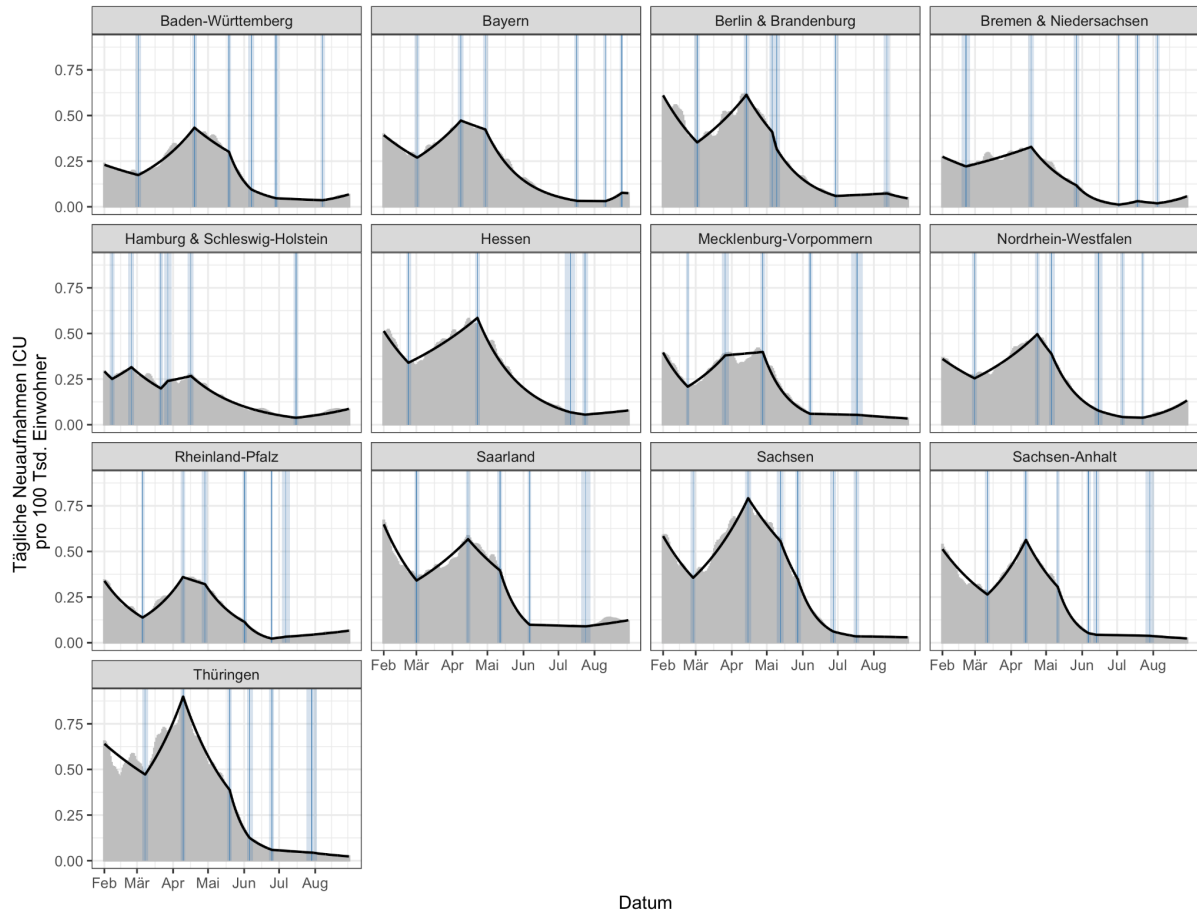 Baden-Württemberg
Bayern
Berlin & Brandenburg
Bremen & Niedersachsen
0.75
0.50
0.25
0.00
Hamburg & Schleswig-Holstein
Hessen
Mecklenburg-Vorpommern
Nordrhein-Westfalen
0.75
0.50
0.25
0.00
Tägliche Neuaufnahmen ICU
pro 100 Tsd. Einwohner
Rheinland-Pfalz
Saarland
Sachsen
Sachsen-Anhalt
0.75
0.50
0.25
0.00
Feb Mär Apr Mai Jun Jul Aug
Feb Mär Apr Mai Jun Jul Aug
Feb Mär Apr Mai Jun Jul Aug
Thüringen
0.75
0.50
0.25
0.00
Feb Mär Apr Mai Jun Jul Aug
Datum